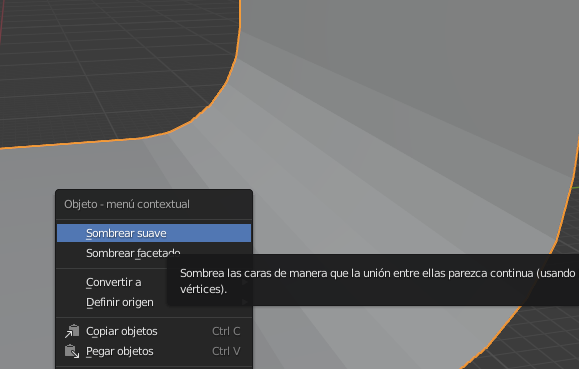 Objeto - menú contextual
Sombrear suave
Sombrear facetado
Sombrea las caras de manera que la unión entre ellas parezca continua (usando
vértices).
Convertir a
Definir origen
Copiar objetos Ctrl C
Pegar objetos Ctrl V